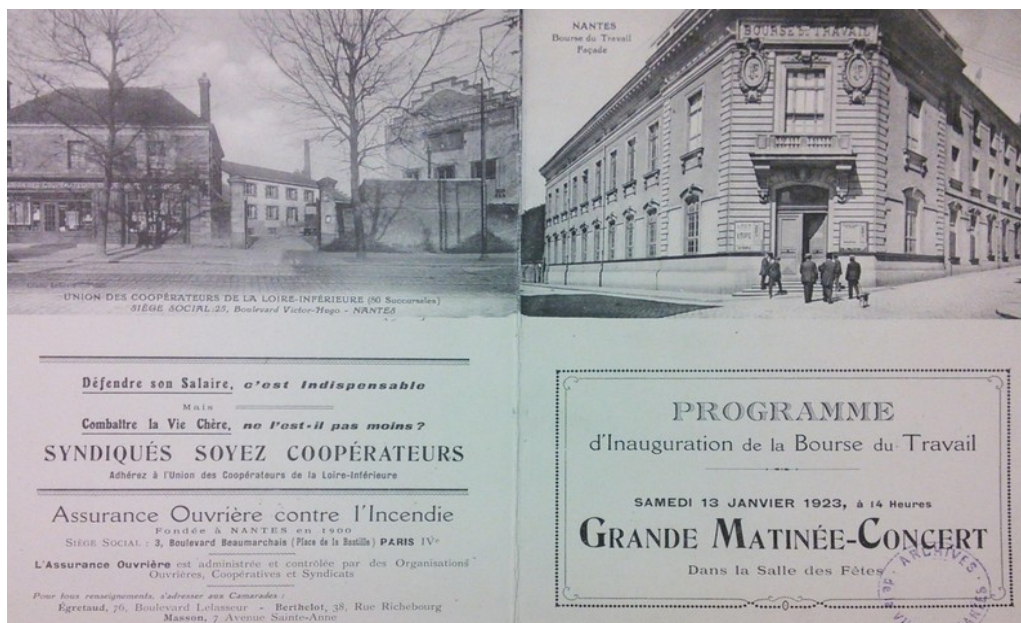 UNION DES COOPÉRATEURS DE LA LOIRE-INFÉRIEURE (80 Succursales)
SIÈGE SOCIAL : 25, Boulevard Victor-Hugo - NANTES
Défendre son Salaire, c'est Indispensable
Mais
Combattre la Vie Chère, ne l'est-il pas moins ?
SYNDIQUÉS SOYEZ COOPÉRATEURS
Adhérez à l'Union des Coopérateurs de la Loire-Inférieure
Assurance Ouvrière contre l'Incendie
Fondée à NANTES en 1900
SIÈGE SOCIAL : 3, Boulevard Beaumarchais (Place de la Bastille) PARIS IVe
L'Assurance Ouvrière est administrée et contrôlée par des Organisations
Ouvrières, Coopératives et Syndicats
Pour tous renseignements, s'adresser aux Camarades :
Égretaud, 76, Boulevard Lelasseur - Berthelot, 38, Rue Richebourg
Masson, 7 Avenue Sainte-Anne
NANTES
Bourse du Travail
Façade
BOURSE DU TRAVAIL
PROGRAMME
d'Inauguration de la Bourse du Travail
SAMEDI 13 JANVIER 1923, à 14 Heures
GRANDE MATINÉE-CONCERT
Dans la Salle des Fêtes
ARCHIVES